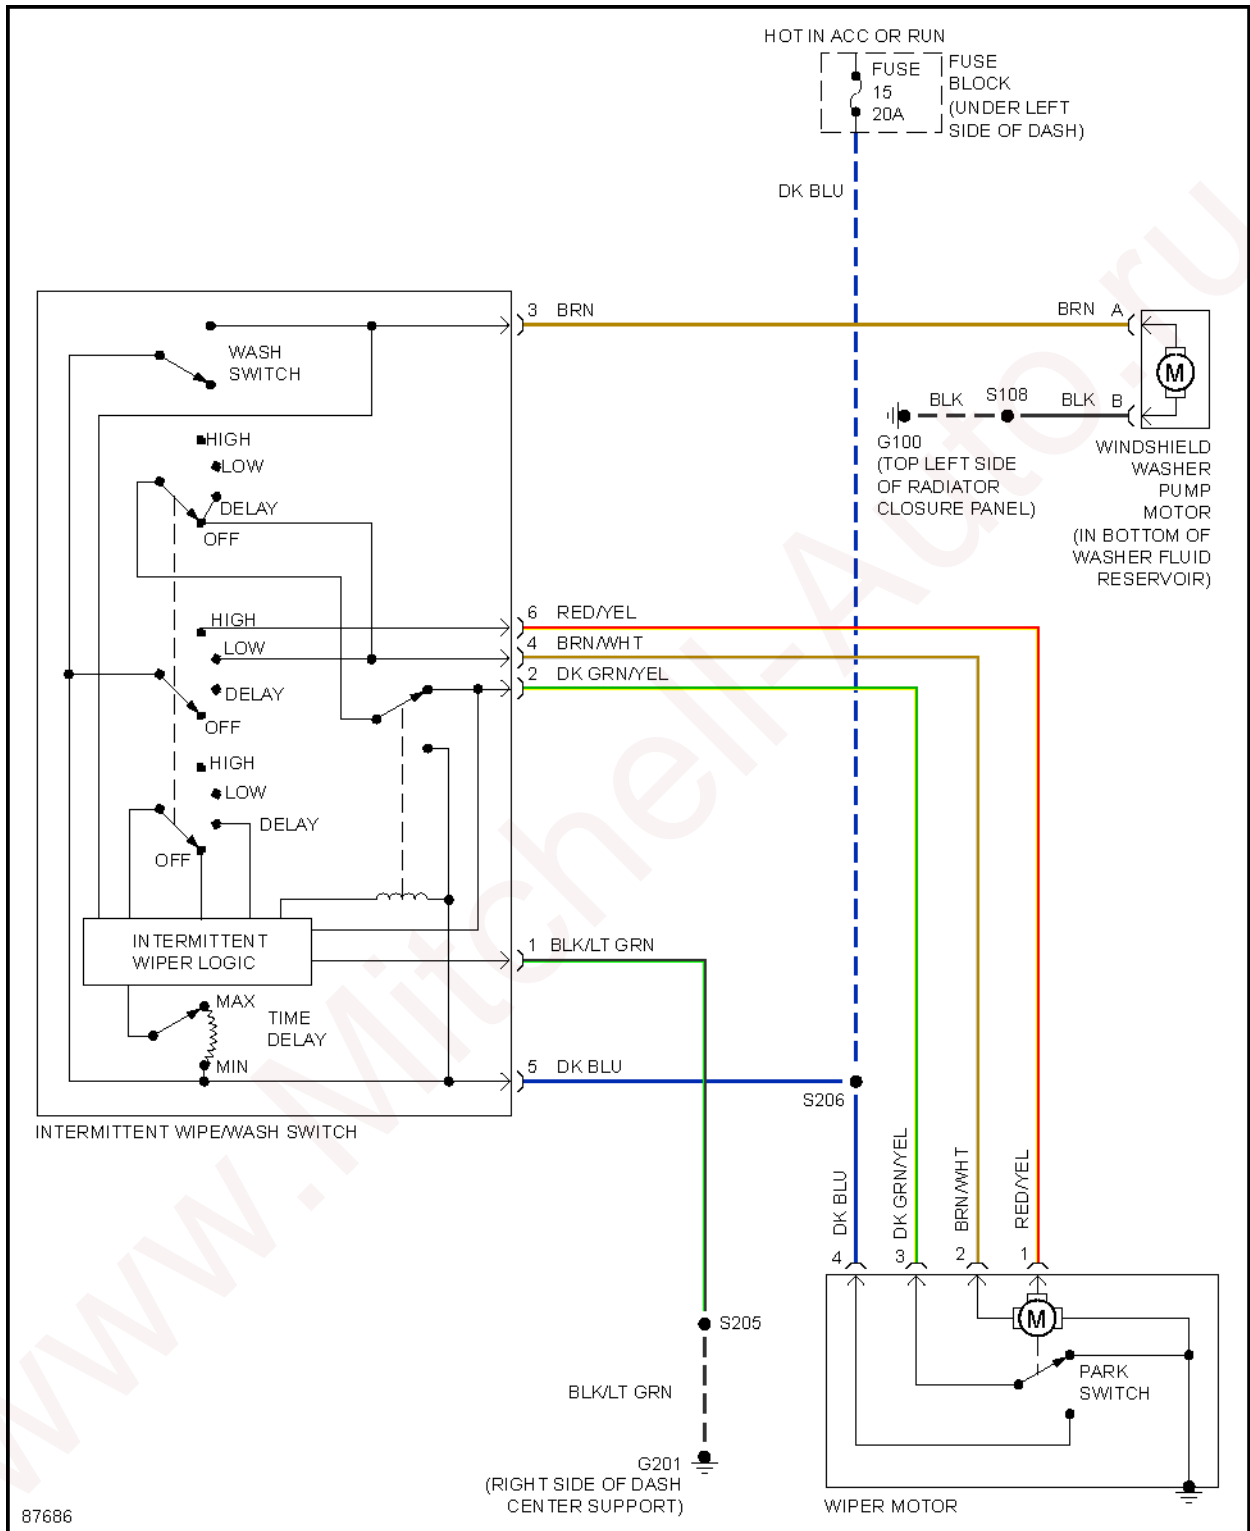 HOT IN ACC OR RUN
FUSE
15
20A
FUSE
BLOCK
(UNDER LEFT
SIDE OF DASH)
DK BLU
3 BRN
BRN A
WASH
SWITCH
M
BLK
S108
BLK B
G100
(TOP LEFT SIDE
OF RADIATOR
CLOSURE PANEL)
WINDSHIELD
WASHER
PUMP
MOTOR
(IN BOTTOM OF
WASHER FLUID
RESERVOIR)
HIGH
LOW
DELAY
OFF
HIGH
LOW
DELAY
OFF
6 RED/YEL
4 BRN/WHT
2 DK GRN/YEL
HIGH
LOW
DELAY
OFF
INTERMITTENT
WIPER LOGIC
1 BLK/LT GRN
MAX
TIME
DELAY
MIN
5 DK BLU
S206
INTERMITTENT WIPE/WASH SWITCH
DK BLU
DK GRN/YEL
BRN/WHT
RED/YEL
4
3
2
1
M
PARK
SWITCH
S205
BLK/LT GRN
G201
(RIGHT SIDE OF DASH
CENTER SUPPORT)
WIPER MOTOR
87686
www.Mitchell-Auto.ru